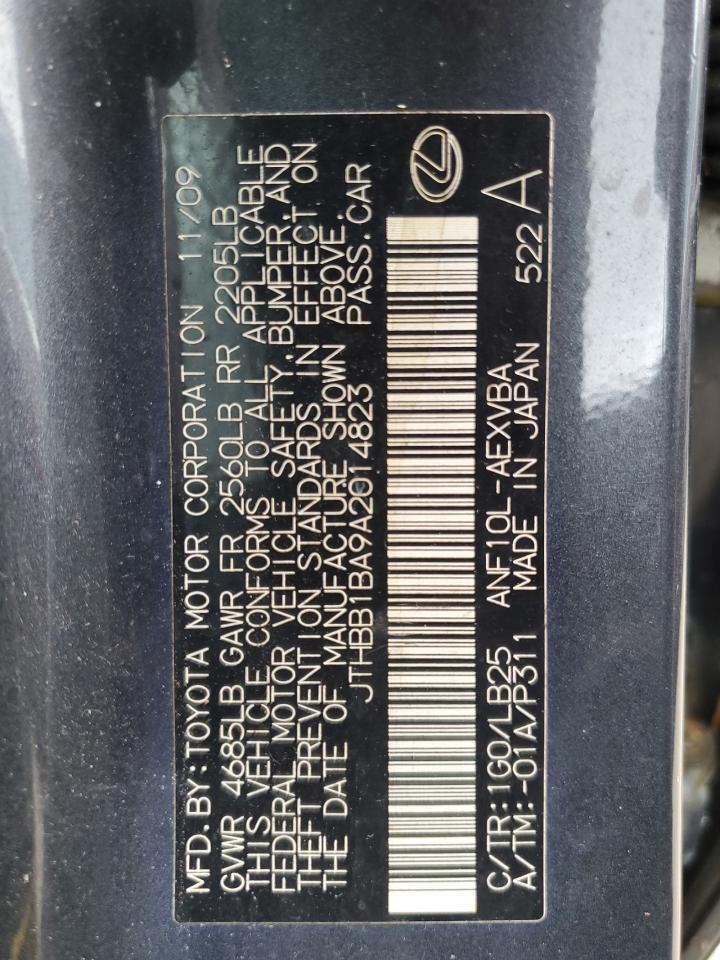 MFD. BY: TOYOTA MOTOR CORPORATION 11/09
GVWR 4685LB GAWR FR 2560LB RR 2205LB
THIS VEHICLE CONFORMS TO ALL APPLICABLE
FEDERAL MOTOR VEHICLE SAFETY, BUMPER, AND
THEFT PREVENTION STANDARDS IN EFFECT ON
THE DATE OF MANUFACTURE SHOWN ABOVE.
JTHBB1BA9A2014823 PASS. CAR
C/TR: 1G0/LB25 ANF10L-AEXVBA 522 A
A/TM: -01A/P311 MADE IN JAPAN